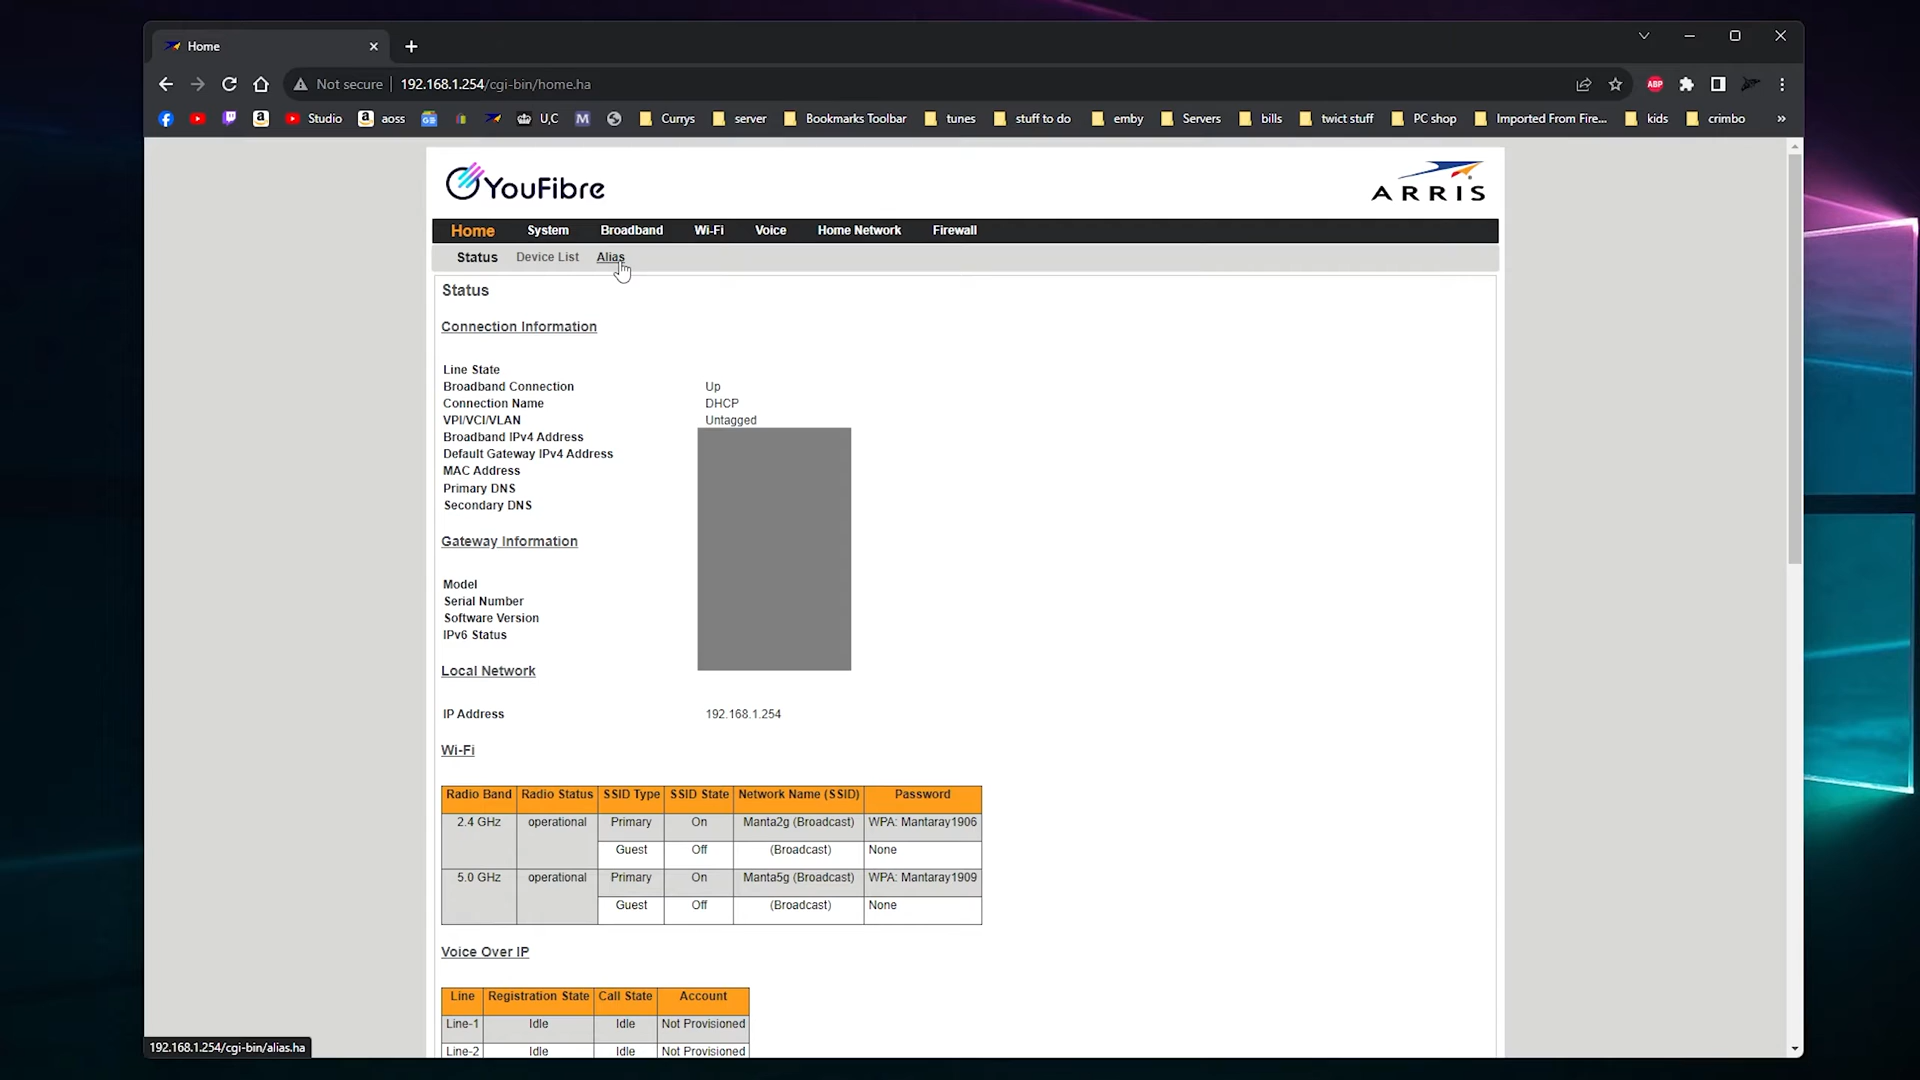 Home
Not secure 192.168.1.254/cgi-bin/home.ha
ABP
Studio aoss U,C M Currys server Bookmarks Toolbar tunes stuff to do emby Servers bills twict stuff PC shop Imported From Fire... kids crimbo »
YouFibre
ARRIS
Home System Broadband Wi-Fi Voice Home Network Firewall
Status Device List Alias
Status
Connection Information
Line State
Broadband Connection Up
Connection Name DHCP
VPI/VCI/VLAN Untagged
Broadband IPv4 Address
Default Gateway IPv4 Address
MAC Address
Primary DNS
Secondary DNS
Gateway Information
Model
Serial Number
Software Version
IPv6 Status
Local Network
IP Address 192.168.1.254
Wi-Fi
Radio Band Radio Status SSID Type SSID State Network Name (SSID) Password
2.4 GHz operational Primary On Manta2g (Broadcast) WPA: Mantaray1906
Guest Off (Broadcast) None
5.0 GHz operational Primary On Manta5g (Broadcast) WPA: Mantaray1909
Guest Off (Broadcast) None
Voice Over IP
Line Registration State Call State Account
Line-1 Idle Idle Not Provisioned
Line-2 Idle Idle Not Provisioned
192.168.1.254/cgi-bin/alias.ha